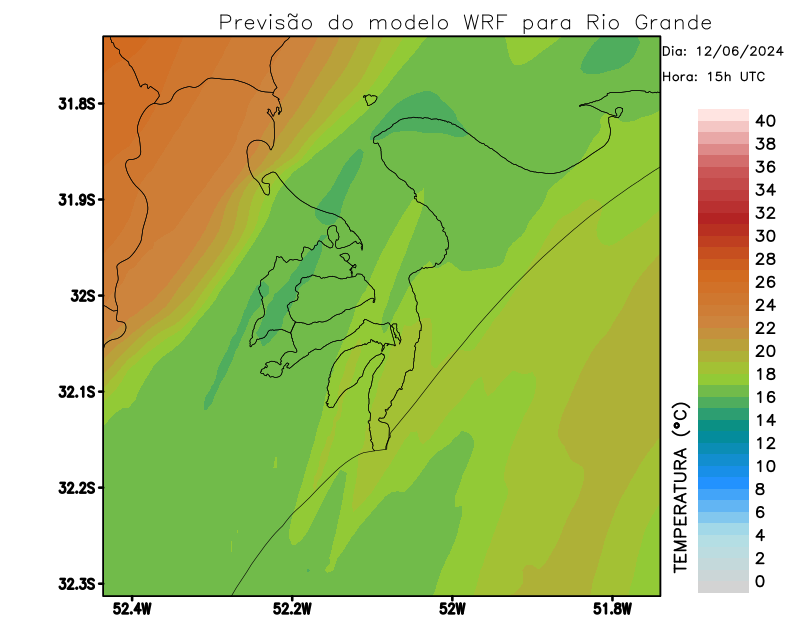 Previsão do modelo WRF para Rio Grande
Dia: 12/06/2024
Hora: 15h UTC
31.8S
31.9S
32S
32.1S
32.2S
32.3S
52.4W
52.2W
52W
51.8W
TEMPERATURA (°C)
40
38
36
34
32
30
28
26
24
22
20
18
16
14
12
10
8
6
4
2
0